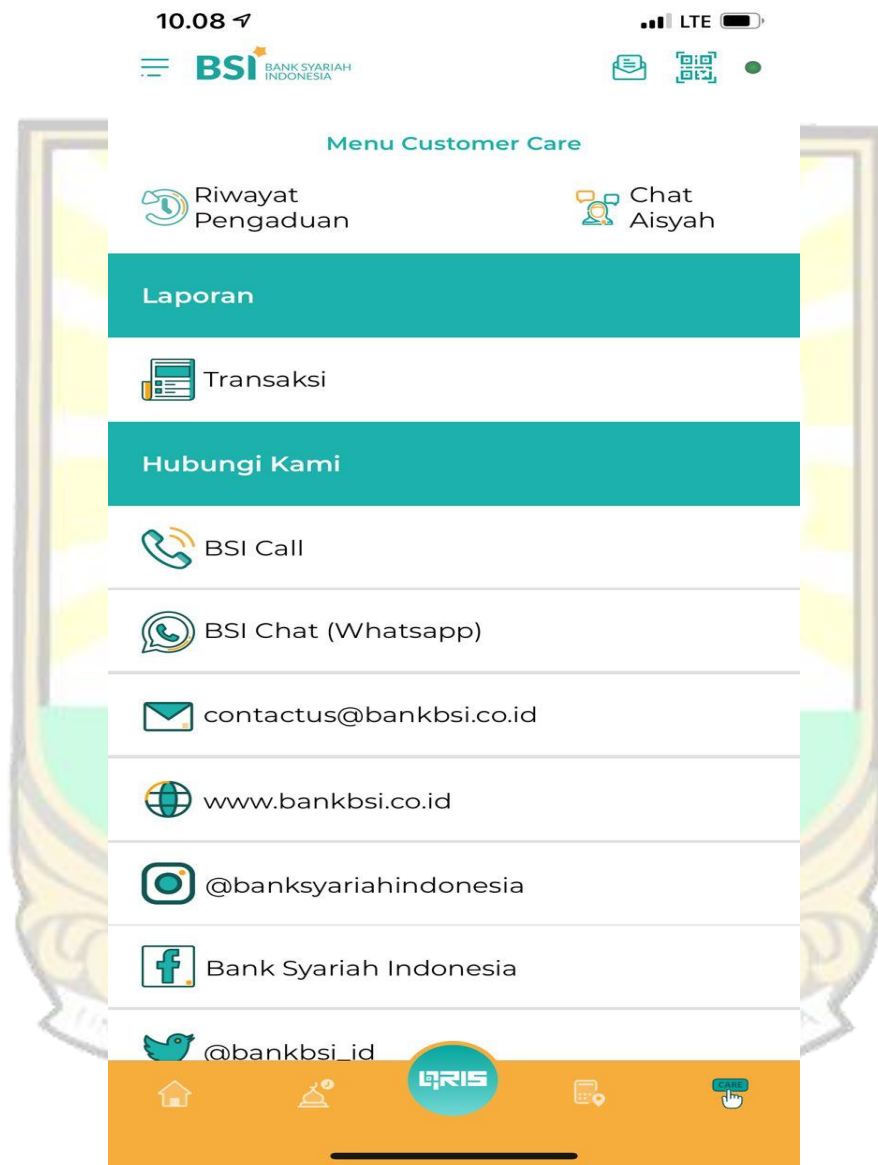 10.08
LTE
BSI BANK SYARIAH
INDONESIA
Menu Customer Care
Riwayat
Pengaduan
Chat
Aisyah
Laporan
Transaksi
Hubungi Kami
BSI Call
BSI Chat (Whatsapp)
contactus@bankbsi.co.id
www.bankbsi.co.id
@banksyariahindonesia
Bank Syariah Indonesia
@bankbsi_id
QRIS
CARE